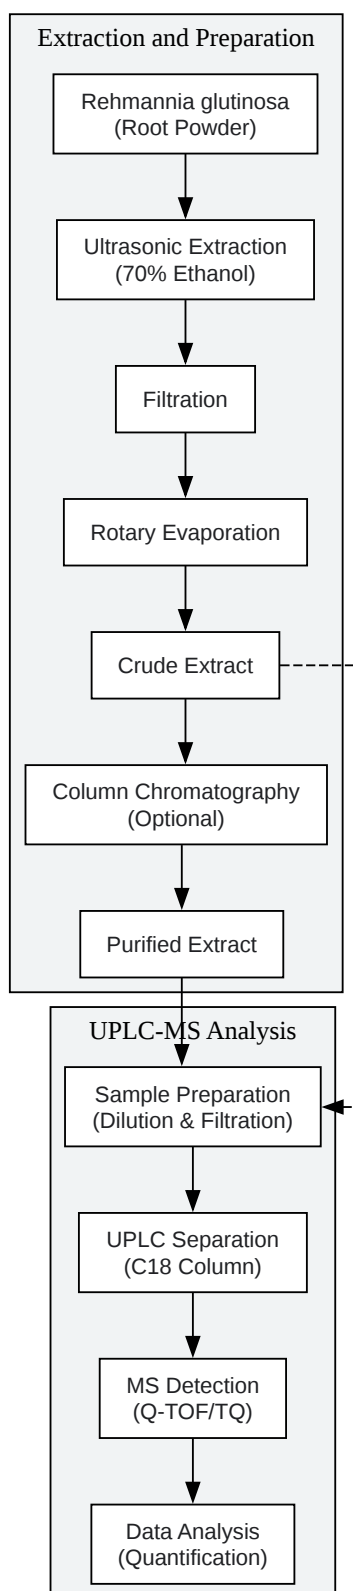 Extraction and Preparation
Rehmannia glutinosa
(Root Powder)
Ultrasonic Extraction
(70% Ethanol)
Filtration
Rotary Evaporation
Crude Extract
Column Chromatography
(Optional)
Purified Extract
UPLC-MS Analysis
Sample Preparation
(Dilution & Filtration)
UPLC Separation
(C18 Column)
MS Detection
(Q-TOF/TQ)
Data Analysis
(Quantification)